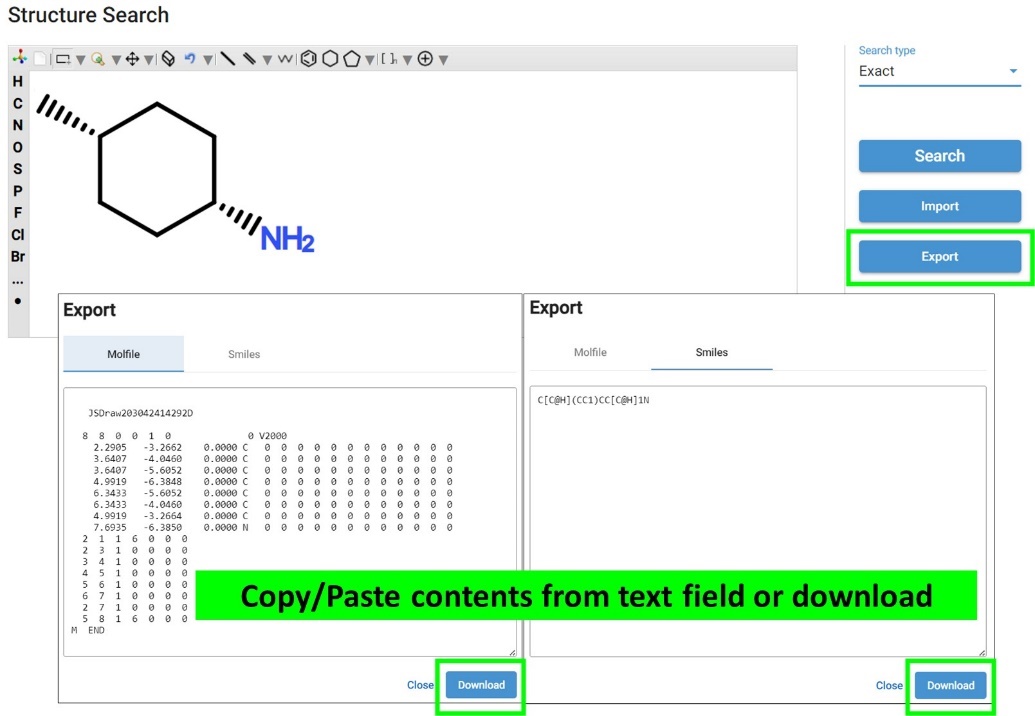 Structure Search
Search type
Exact
H
C
N
O
S
P
F
Cl
Br
...
NH2
Search
Import
Export
Export
Molfile Smiles
JSDraw203042414292D
8 8 0 0 1 0 0 V2000
2.2905 -3.2662 0.0000 C 0 0 0 0 0 0 0 0 0 0 0 0
3.6407 -4.0460 0.0000 C 0 0 0 0 0 0 0 0 0 0 0 0
3.6407 -5.6052 0.0000 C 0 0 0 0 0 0 0 0 0 0 0 0
4.9919 -6.3848 0.0000 C 0 0 0 0 0 0 0 0 0 0 0 0
6.3433 -5.6052 0.0000 C 0 0 0 0 0 0 0 0 0 0 0 0
6.3433 -4.0460 0.0000 C 0 0 0 0 0 0 0 0 0 0 0 0
4.9919 -3.2664 0.0000 C 0 0 0 0 0 0 0 0 0 0 0 0
7.6935 -6.3850 0.0000 N 0 0 0 0 0 0 0 0 0 0 0 0
2 1 1 6 0 0 0
2 3 1 0 0 0 0
3 4 1 0 0 0 0
4 5 1 0 0 0 0
5 6 1 0 0 0 0
6 7 1 0 0 0 0
2 7 1 0 0 0 0
5 8 1 6 0 0 0
M END
Close Download
Export
Molfile Smiles
C[C@H](CC1)CC[C@H]1N
Copy/Paste contents from text field or download
Close Download